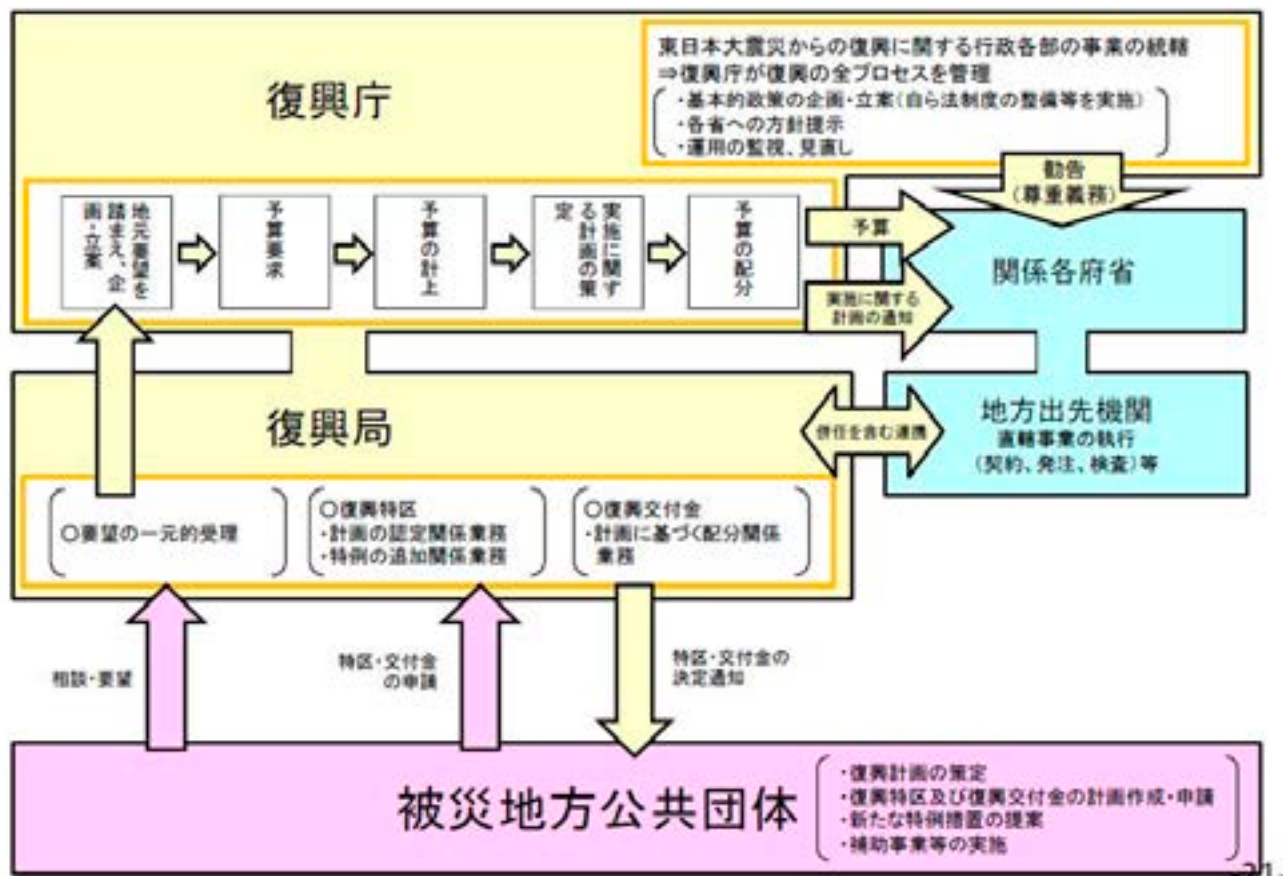 復興庁
東日本大震災からの復興に関する行政各部の事業の統轄
⇒復興庁が復興の全プロセスを管理
・基本的政策の企画・立案(自ら法制度の整備等を実施)
・各省への方針提示
・運用の監視、見直し
勧告
(尊重義務)
地元要望を
踏まえ、企
画・立案
予算要求
予算の計上
実施に関す
る計画の策
定
予算の配分
予算
実施に関する
計画の通知
関係各府省
復興局
併任を含む連携
地方出先機関
直轄事業の執行
(契約、発注、検査)等
〇要望の一元的受理
〇復興特区
・計画の認定関係業務
・特例の追加関係業務
〇復興交付金
・計画に基づく配分関係
業務
相談・要望
特区・交付金
の申請
特区・交付金の
決定通知
被災地方公共団体
・復興計画の策定
・復興特区及び復興交付金の計画作成・申請
・新たな特例措置の提案
・補助事業等の実施